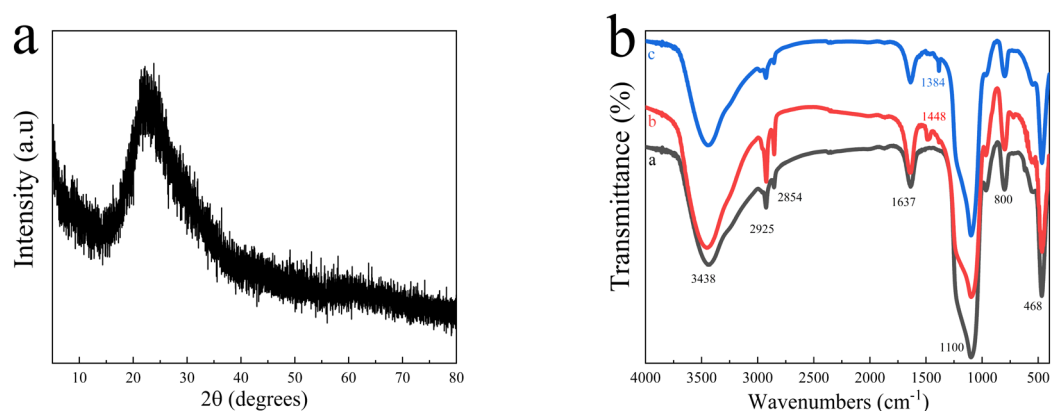 a
Intensity (a.u)
10 20 30 40 50 60 70 80
2θ (degrees)
b
Transmittance (%)
c
b
a
1384
1448
3438
2925
2854
1637
1100
800
468
4000 3500 3000 2500 2000 1500 1000 500
Wavenumbers (cm⁻¹)